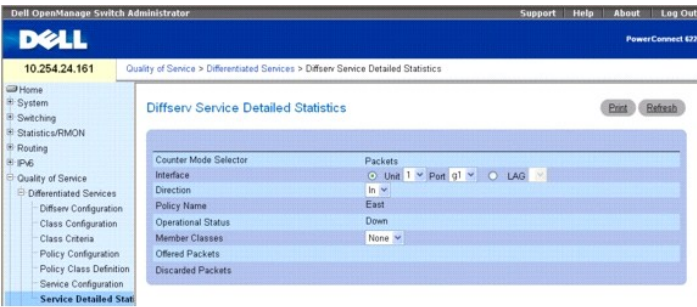 Dell OpenManage Switch Administrator
Support Help About Log Out
DELL
PowerConnect 622
10.254.24.161
Quality of Service > Differentiated Services > Diffserv Service Detailed Statistics
Home
System
Switching
Statistics/RMON
Routing
IPv6
Quality of Service
Differentiated Services
Diffserv Configuration
Class Configuration
Class Criteria
Policy Configuration
Policy Class Definition
Service Configuration
Service Detailed Stati
Diffserv Service Detailed Statistics
Print Refresh
Counter Mode Selector Packets
Interface Unit 1 Port g1 LAG
Direction In
Policy Name East
Operational Status Down
Member Classes None
Offered Packets
Discarded Packets